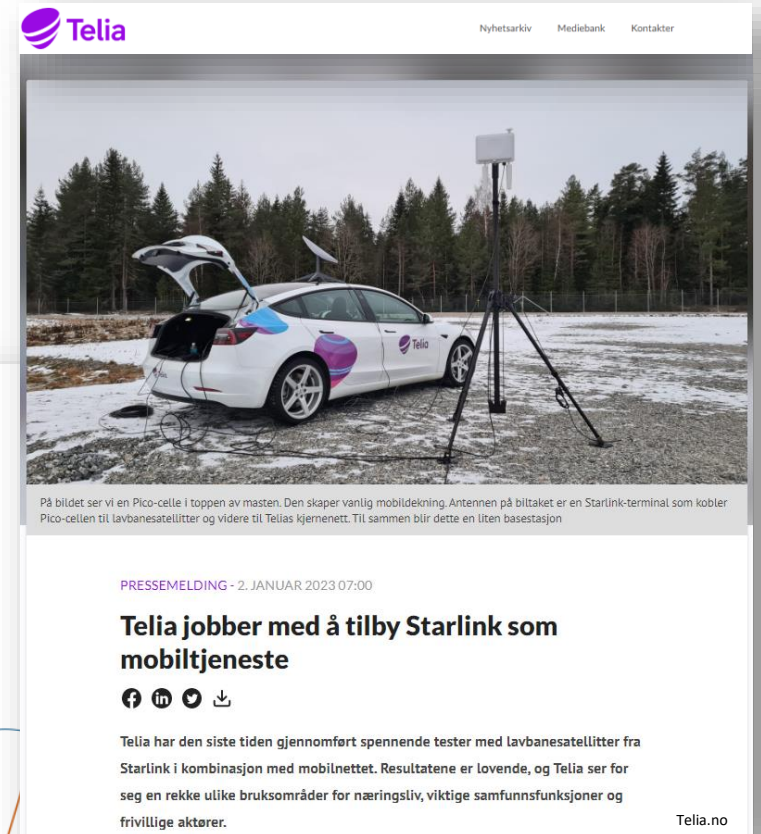 Telia
Nyhetsarkiv Mediebank Kontakter
Telia
På bildet ser vi en Pico-celle i toppen av masten. Den skaper vanlig mobildekning. Antennen på biltaket er en Starlink-terminal som kobler
Pico-cellen til lavbanesatellitter og videre til Telias kjernenett. Til sammen blir dette en liten basestasjon
PRESSEMELDING - 2. JANUAR 2023 07:00
Telia jobber med å tilby Starlink som
mobiltjeneste
Telia har den siste tiden gjennomført spennende tester med lavbanesatellitter fra
Starlink i kombinasjon med mobilnettet. Resultatene er lovende, og Telia ser for
seg en rekke ulike bruksområder for næringsliv, viktige samfunnsfunksjoner og
frivillige aktører.
Telia.no